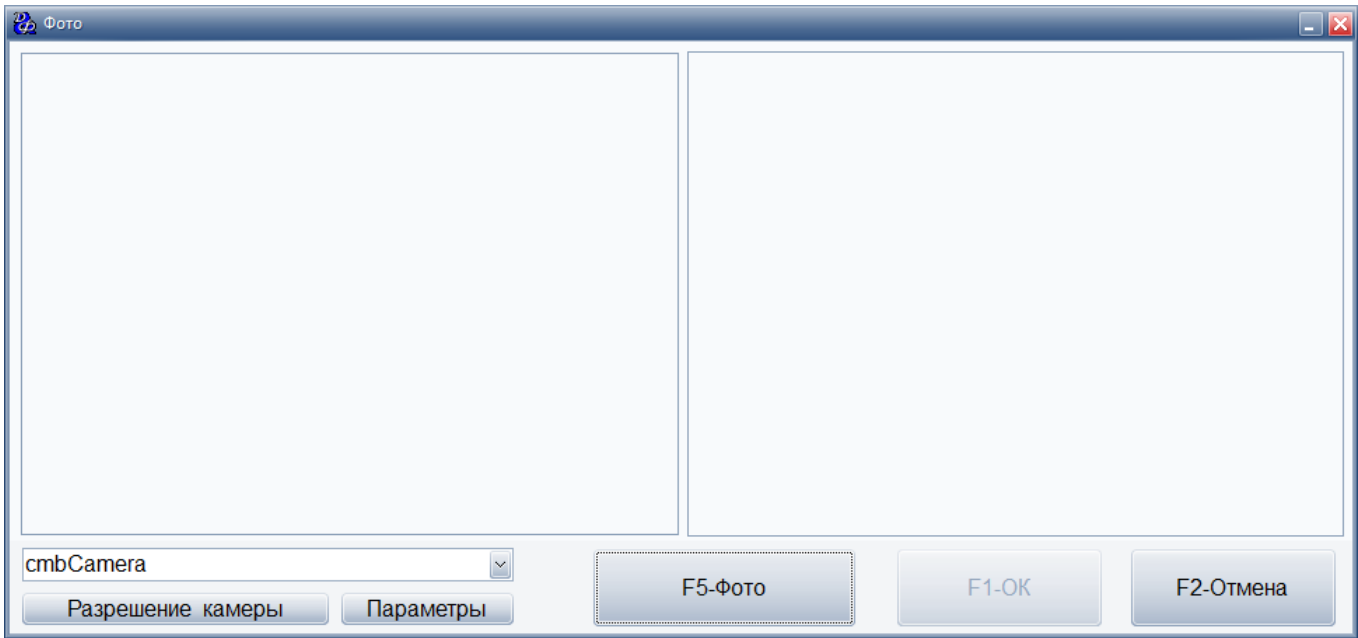 Фото
cmbCamera
Разрешение камеры
Параметры
F5-Фото
F1-ОК
F2-Отмена